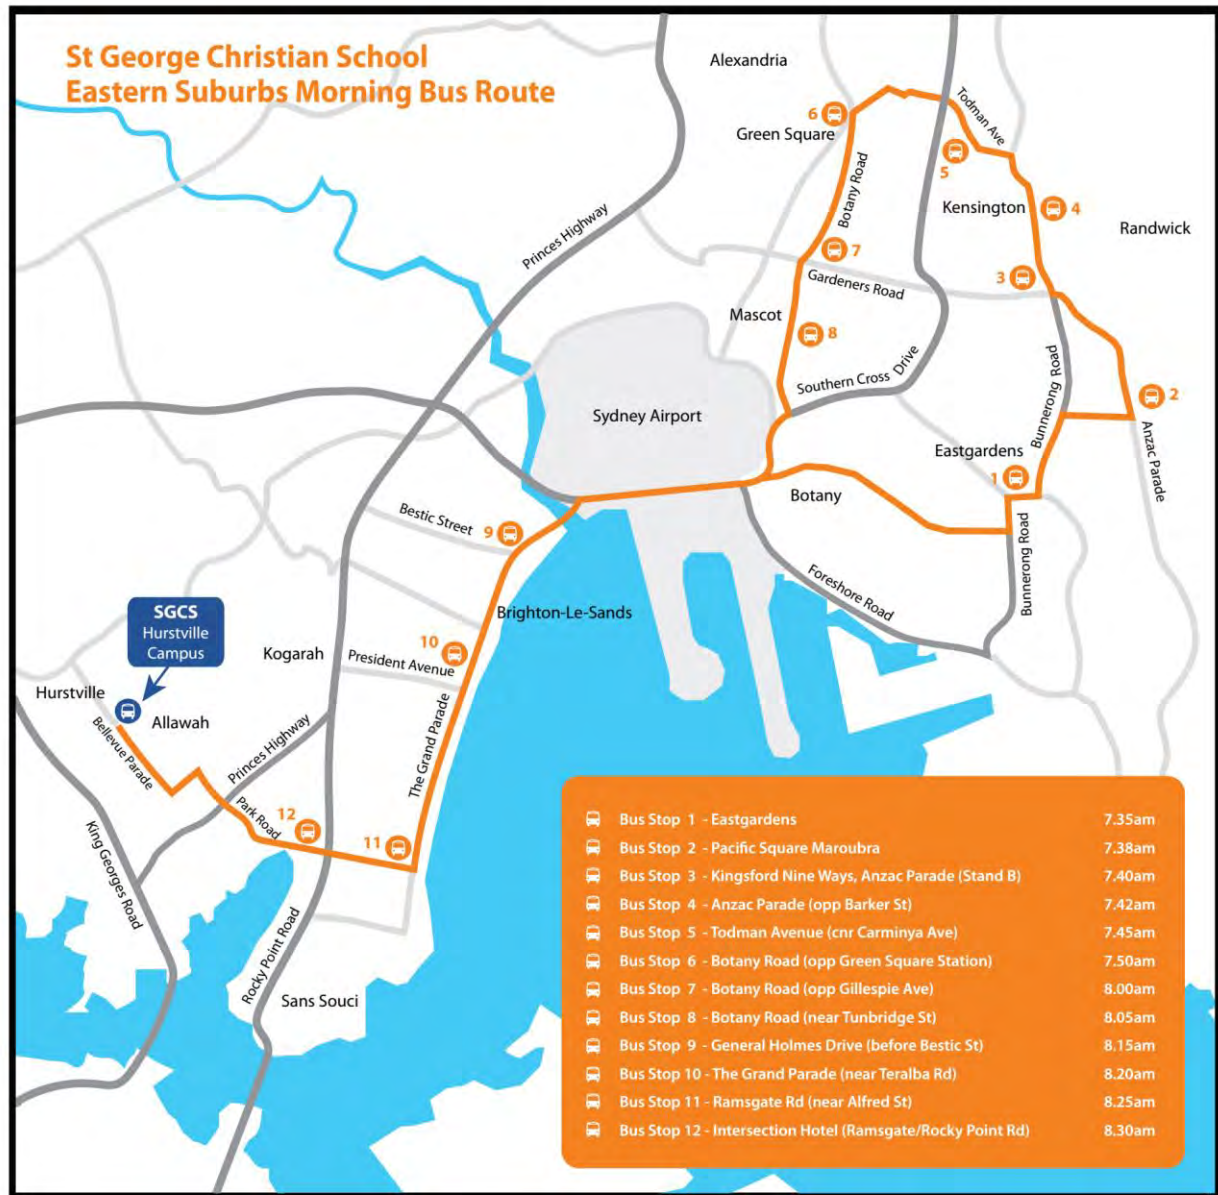 St George Christian School
Eastern Suburbs Morning Bus Route
Alexandria
Todman Ave
6
Green Square
5
Botany Road
Kensington
4
Randwick
Princes Highway
7
3
Gardeners Road
Mascot
8
Bunnerong Road
Southern Cross Drive
2
Sydney Airport
Anzac Parade
Eastgardens
1
Botany
Bestic Street
9
Bunnerong Road
Foreshore Road
SGCS
Hurstville
Campus
Brighton-Le-Sands
10
Kogarah
President Avenue
Hurstville
Allawah
Bellevue Parade
Princes Highway
The Grand Parade
Park Road
12
11
King Georges Road
Rocky Point Road
Sans Souci
Bus Stop 1 - Eastgardens 7.35am
Bus Stop 2 - Pacific Square Maroubra 7.38am
Bus Stop 3 - Kingsford Nine Ways, Anzac Parade (Stand B) 7.40am
Bus Stop 4 - Anzac Parade (opp Barker St) 7.42am
Bus Stop 5 - Todman Avenue (cnr Carminya Ave) 7.45am
Bus Stop 6 - Botany Road (opp Green Square Station) 7.50am
Bus Stop 7 - Botany Road (opp Gillespie Ave) 8.00am
Bus Stop 8 - Botany Road (near Tunbridge St) 8.05am
Bus Stop 9 - General Holmes Drive (before Bestic St) 8.15am
Bus Stop 10 - The Grand Parade (near Teralba Rd) 8.20am
Bus Stop 11 - Ramsgate Rd (near Alfred St) 8.25am
Bus Stop 12 - Intersection Hotel (Ramsgate/Rocky Point Rd) 8.30am